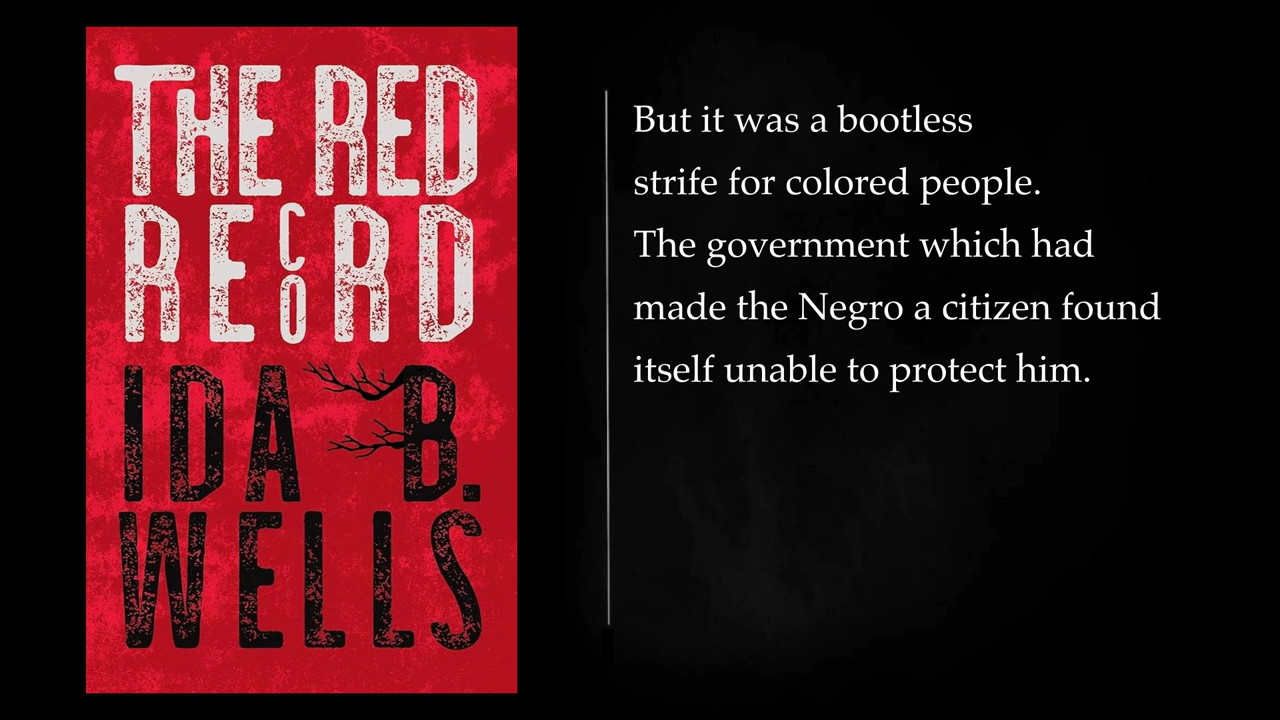 THE RED
RECORD
IDA B.
WELLS
But it was a bootless
strife for colored people.
The government which had
made the Negro a citizen found
itself unable to protect him.